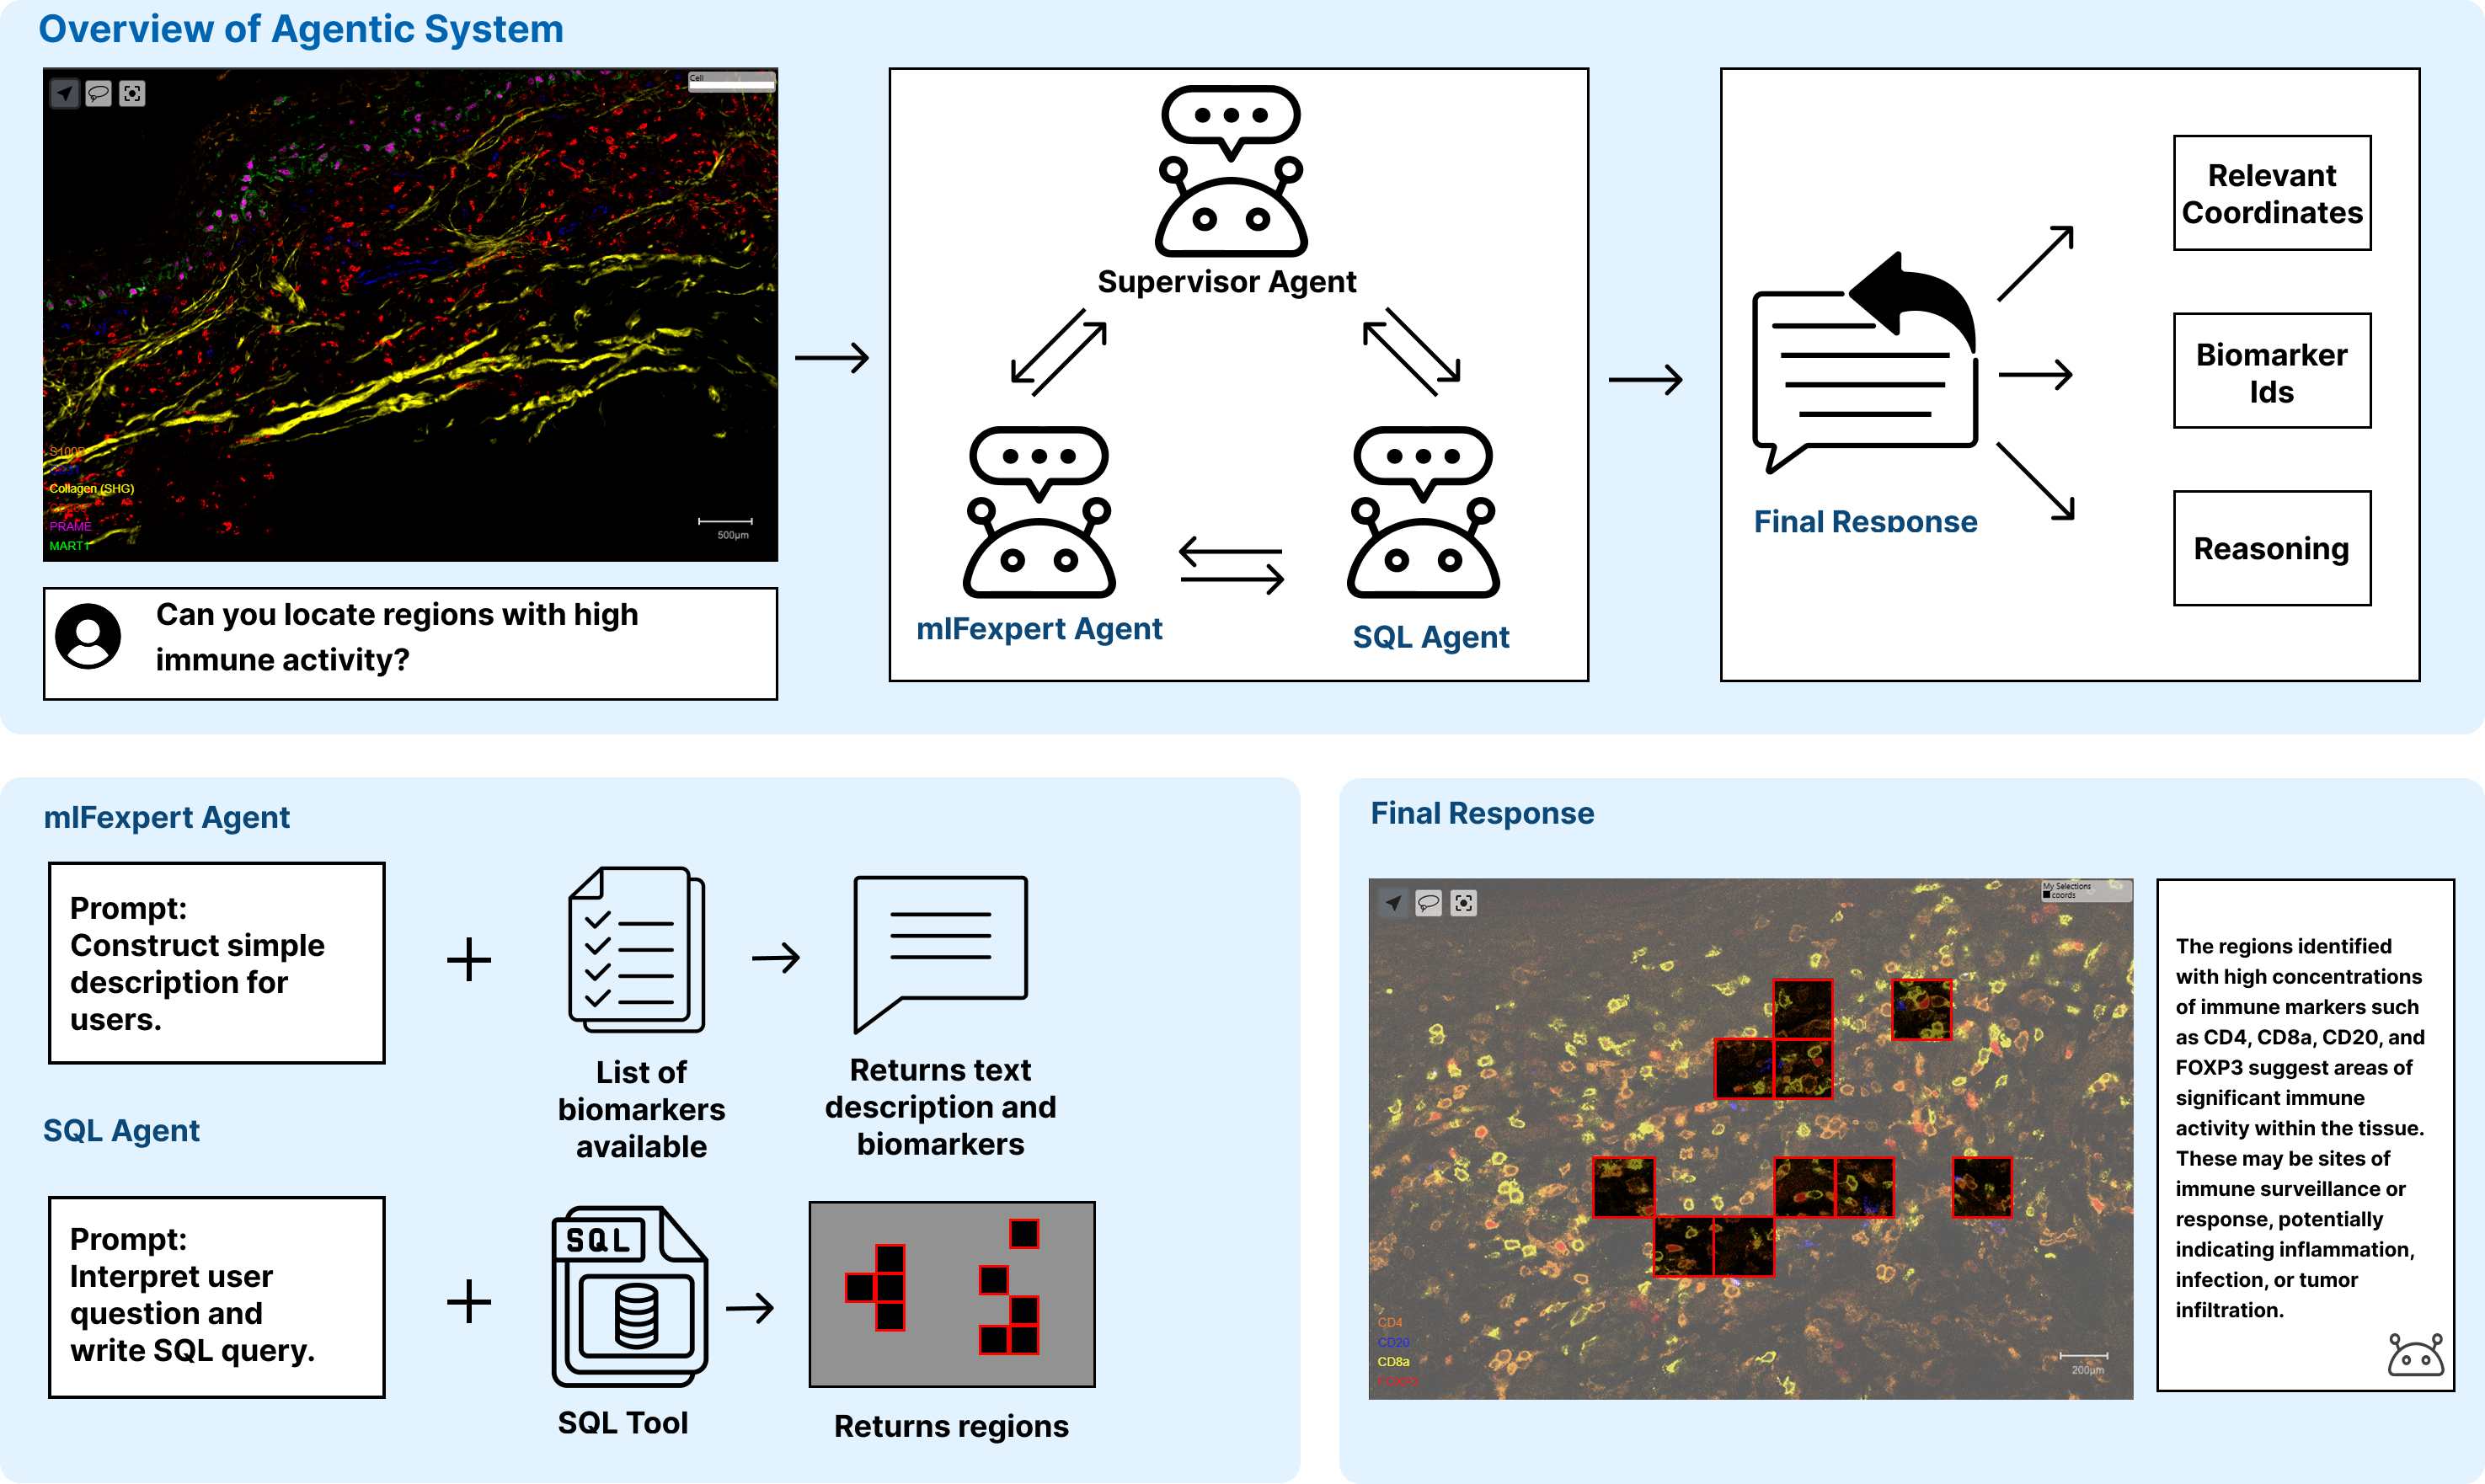 Overview of Agentic System
Cell
Collagen (SHG)
PRAME
MART1
500μm
Can you locate regions with high
immune activity?
Supervisor Agent
mIFexpert Agent
SQL Agent
Final Response
Relevant
Coordinates
Biomarker
Ids
Reasoning
mIFexpert Agent
Prompt:
Construct simple
description for
users.
List of
biomarkers
available
Returns text
description and
biomarkers
SQL Agent
Prompt:
Interpret user
question and
write SQL query.
SQL
SQL Tool
Returns regions
Final Response
My Selections
coords
CD4
CD20
CD8a
200μm
The regions identified
with high concentrations
of immune markers such
as CD4, CD8a, CD20, and
FOXP3 suggest areas of
significant immune
activity within the tissue.
These may be sites of
immune surveillance or
response, potentially
indicating inflammation,
infection, or tumor
infiltration.